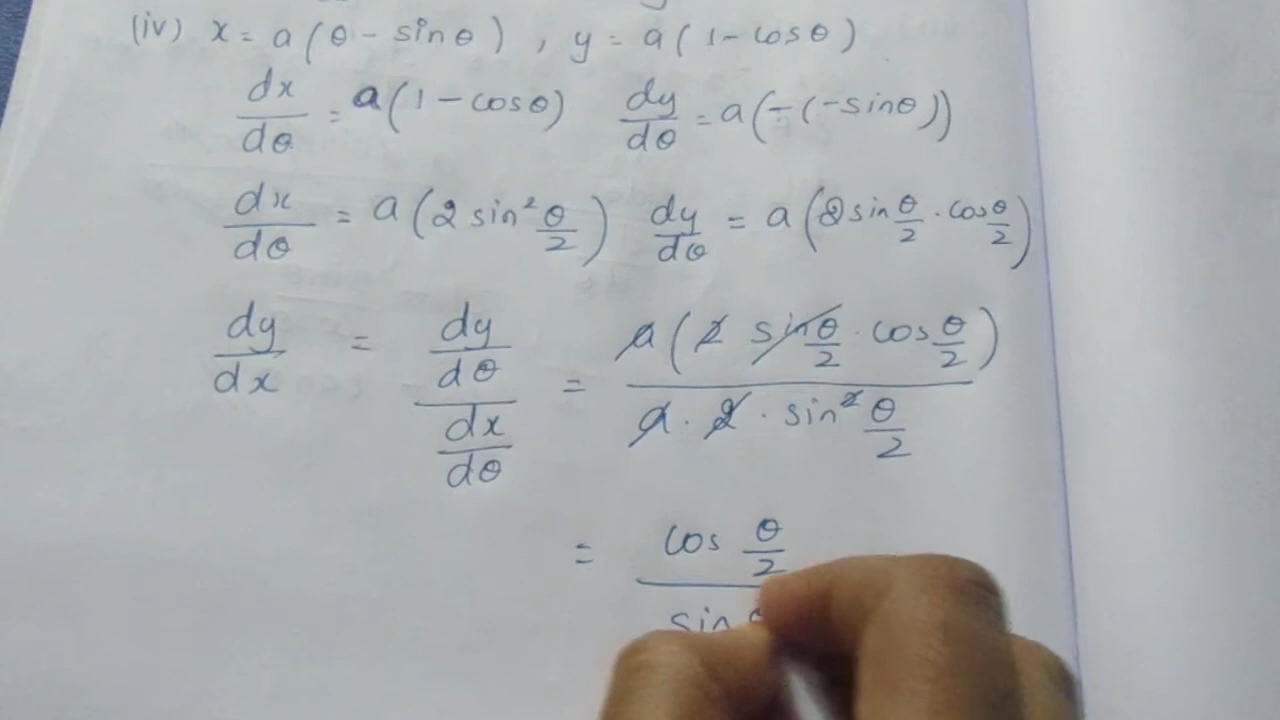 (iv) x = a(θ - sinθ), y = a(1 - cosθ)
dx/dθ = a(1 - cosθ) dy/dθ = a(-(-sinθ))
dx/dθ = a(2 sin² θ/2) dy/dθ = a(2 sin θ/2 . cos θ/2)
dy/dx = dy/dθ / dx/dθ = a(2 sin θ/2 . cos θ/2) / a . 2 . sin² θ/2
= cos θ/2 / sin